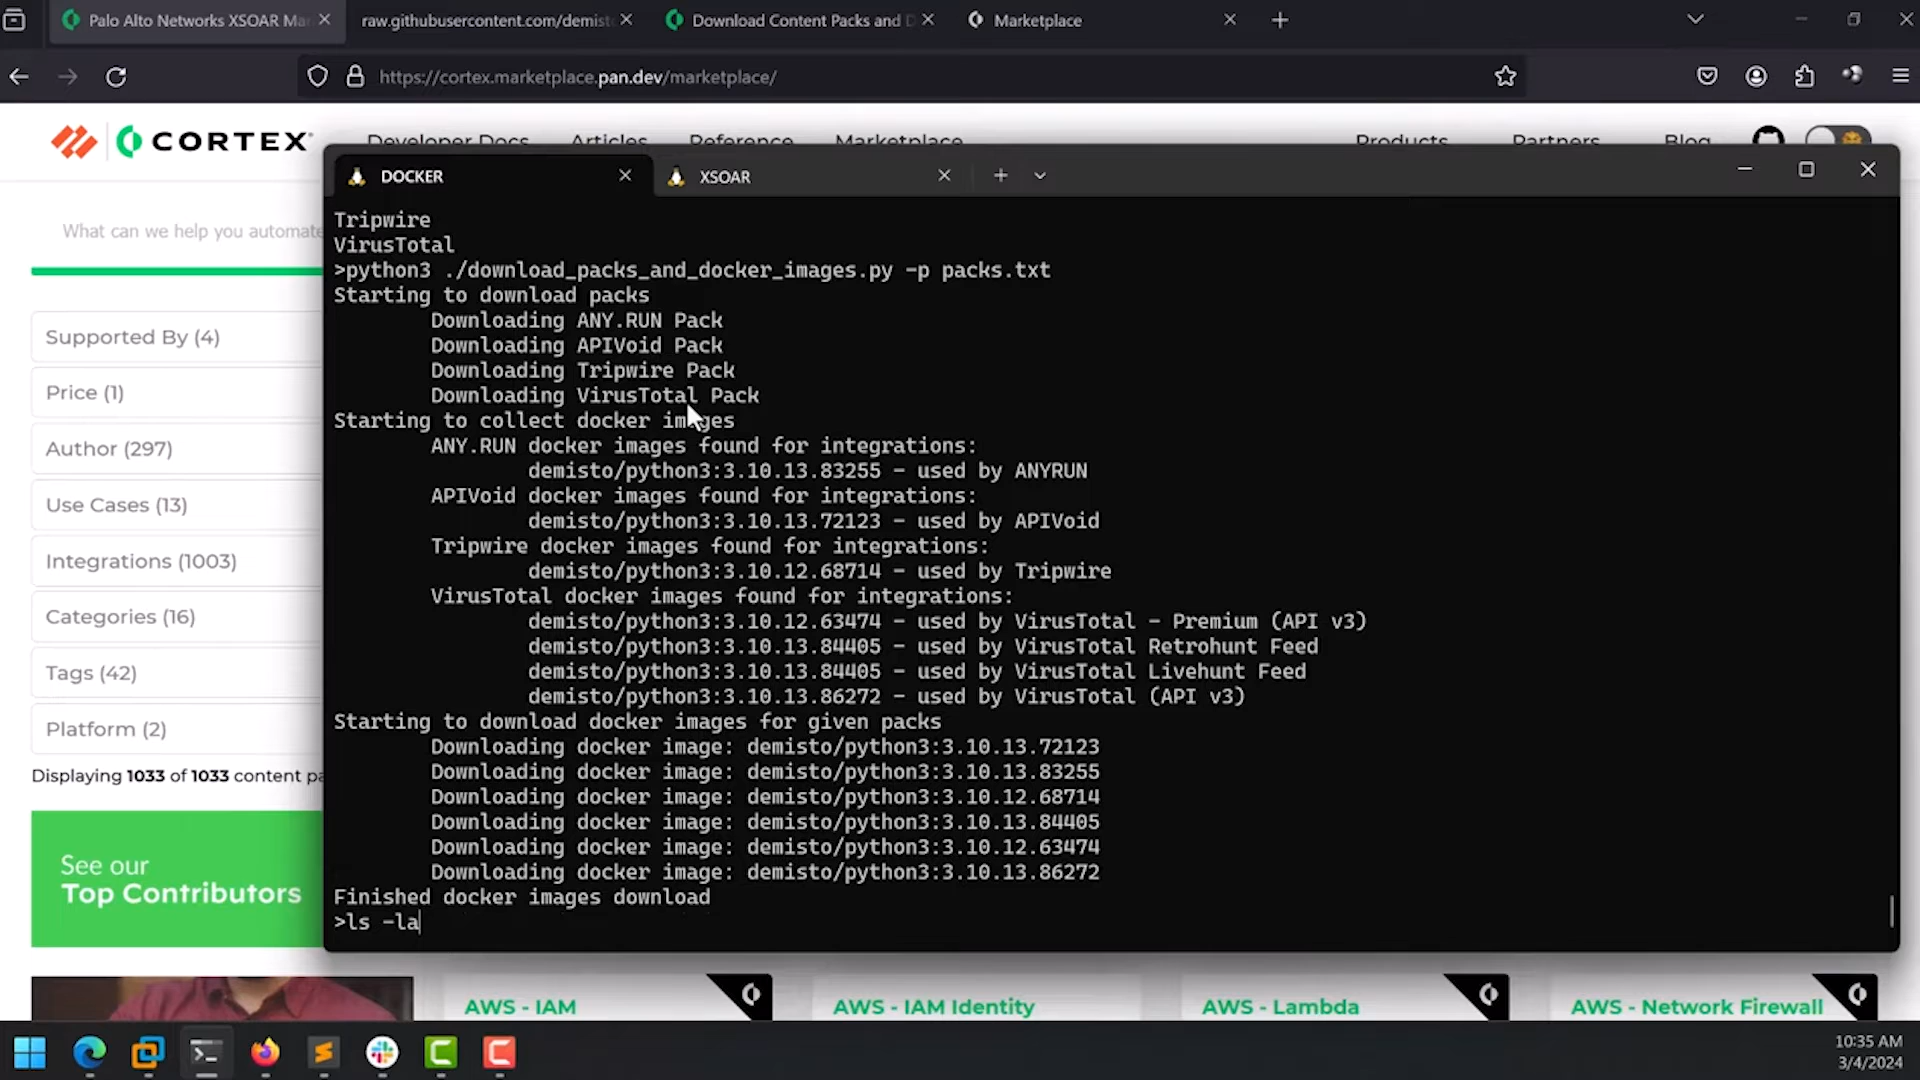 Palo Alto Networks XSOAR Ma
raw.githubusercontent.com/demist
Download Content Packs and D
Marketplace
https://cortex.marketplace.pan.dev/marketplace/
CORTEX
Developer Docs
Articles
Reference
Marketplace
Products
Partners
Blog
What can we help you automate
Supported By (4)
Price (1)
Author (297)
Use Cases (13)
Integrations (1003)
Categories (16)
Tags (42)
Platform (2)
Displaying 1033 of 1033 content pa
See our
Top Contributors
DOCKER
XSOAR
Tripwire
VirusTotal
>python3 ./download_packs_and_docker_images.py -p packs.txt
Starting to download packs
Downloading ANY.RUN Pack
Downloading APIVoid Pack
Downloading Tripwire Pack
Downloading VirusTotal Pack
Starting to collect docker images
ANY.RUN docker images found for integrations:
demisto/python3:3.10.13.83255 - used by ANYRUN
APIVoid docker images found for integrations:
demisto/python3:3.10.13.72123 - used by APIVoid
Tripwire docker images found for integrations:
demisto/python3:3.10.12.68714 - used by Tripwire
VirusTotal docker images found for integrations:
demisto/python3:3.10.12.63474 - used by VirusTotal - Premium (API v3)
demisto/python3:3.10.13.84405 - used by VirusTotal Retrohunt Feed
demisto/python3:3.10.13.84405 - used by VirusTotal Livehunt Feed
demisto/python3:3.10.13.86272 - used by VirusTotal (API v3)
Starting to download docker images for given packs
Downloading docker image: demisto/python3:3.10.13.72123
Downloading docker image: demisto/python3:3.10.13.83255
Downloading docker image: demisto/python3:3.10.12.68714
Downloading docker image: demisto/python3:3.10.13.84405
Downloading docker image: demisto/python3:3.10.12.63474
Downloading docker image: demisto/python3:3.10.13.86272
Finished docker images download
>ls -la
AWS - IAM
AWS - IAM Identity
AWS - Lambda
AWS - Network Firewall
10:35 AM
3/4/2024